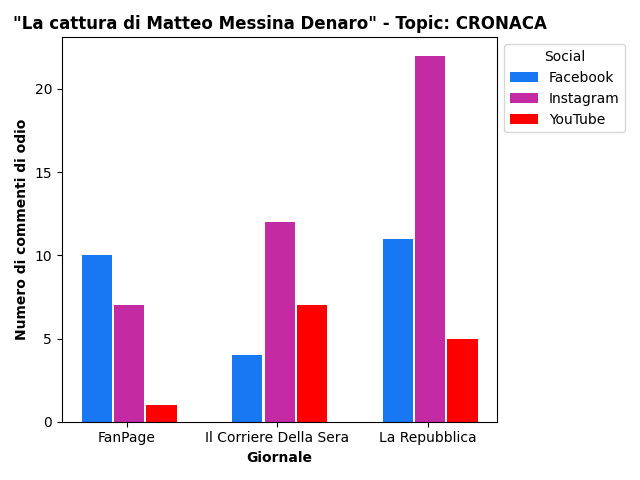 "La cattura di Matteo Messina Denaro" - Topic: CRONACA
Social
Facebook
Instagram
YouTube
Numero di commenti di odio
20
15
10
5
0
FanPage
Il Corriere Della Sera
La Repubblica
Giornale